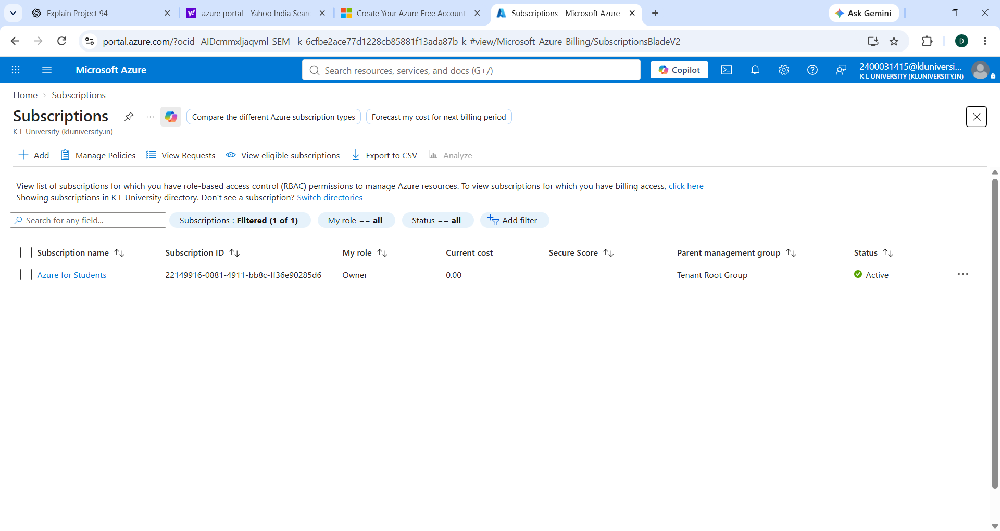 Explain Project 94
azure portal - Yahoo India Searc
Create Your Azure Free Account
Subscriptions - Microsoft Azure
Ask Gemini
portal.azure.com/?ocid=AIDcmmxljaqvml_SEM__k_6cfbe2ace77d1228cb85881f13ada87b_k_#view/Microsoft_Azure_Billing/SubscriptionsBladeV2
D
Microsoft Azure
Search resources, services, and docs (G+/)
Copilot
2400031415@kluniversi...
K L UNIVERSITY (KLUNIVERSITY.IN)
Home > Subscriptions
Subscriptions
...
Compare the different Azure subscription types
Forecast my cost for next billing period
K L University (kluniversity.in)
Add
Manage Policies
View Requests
View eligible subscriptions
Export to CSV
Analyze
View list of subscriptions for which you have role-based access control (RBAC) permissions to manage Azure resources. To view subscriptions for which you have billing access, click here
Showing subscriptions in K L University directory. Don't see a subscription? Switch directories
Search for any field...
Subscriptions : Filtered (1 of 1)
My role == all
Status == all
Add filter
Subscription name Subscription ID My role Current cost Secure Score Parent management group Status
Azure for Students 22149916-0881-4911-bb8c-ff36e90285d6 Owner 0.00 - Tenant Root Group Active